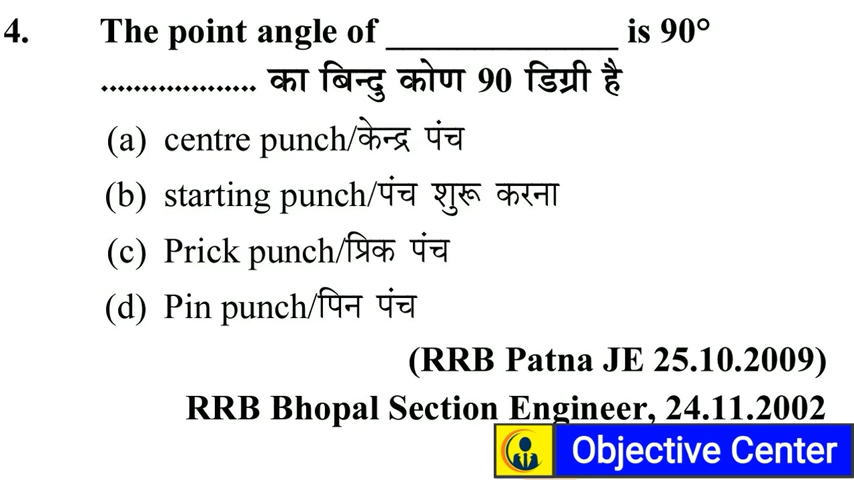 4. The point angle of ______________ is 90°
................... का बिन्दु कोण 90 डिग्री है
(a) centre punch/केन्द्र पंच
(b) starting punch/पंच शुरू करना
(c) Prick punch/प्रिक पंच
(d) Pin punch/पिन पंच
(RRB Patna JE 25.10.2009)
RRB Bhopal Section Engineer, 24.11.2002
Objective Center